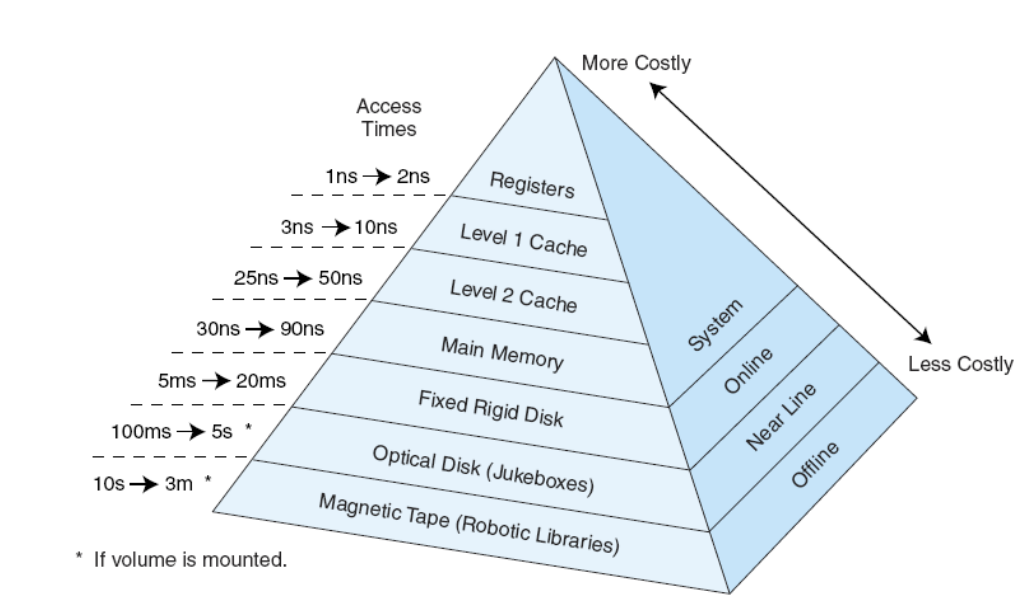 More Costly
Access
Times
1ns → 2ns
Registers
3ns → 10ns
Level 1 Cache
25ns → 50ns
Level 2 Cache
30ns → 90ns
Main Memory
5ms → 20ms
Fixed Rigid Disk
100ms → 5s *
Optical Disk (Jukeboxes)
10s → 3m *
Magnetic Tape (Robotic Libraries)
System
Online
Near Line
Offline
Less Costly
* If volume is mounted.